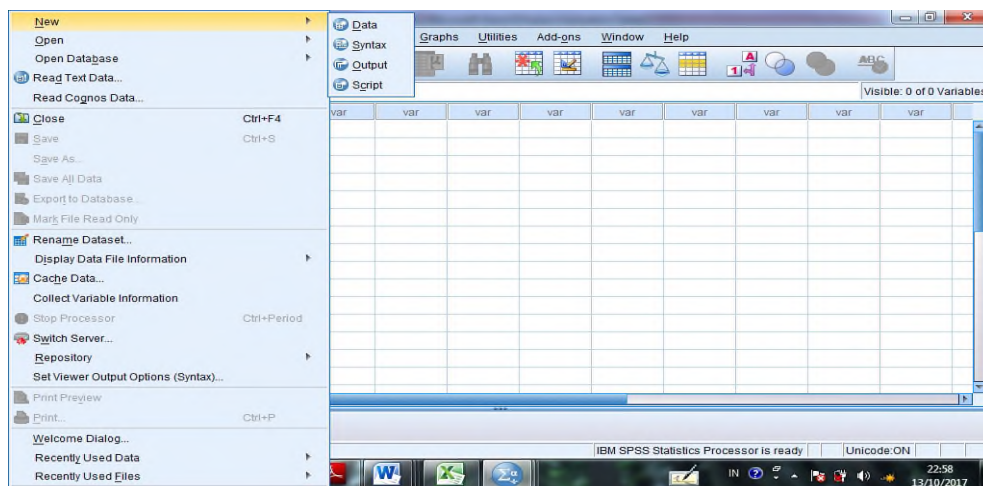 New
Open
Open Database
Read Text Data...
Read Cognos Data...
Close Ctrl+F4
Save Ctrl+S
Save As...
Save All Data
Export to Database...
Mark File Read Only
Rename Dataset...
Display Data File Information
Cache Data...
Collect Variable Information
Stop Processor Ctrl+Period
Switch Server...
Repository
Set Viewer Output Options (Syntax)...
Print Preview
Print... Ctrl+P
Welcome Dialog...
Recently Used Data
Recently Used Files
Data
Syntax
Output
Script
Graphs Utilities Add-ons Window Help
Visible: 0 of 0 Variables
var var var var var var var var var
IBM SPSS Statistics Processor is ready Unicode:ON
IN 22:58
13/10/2017